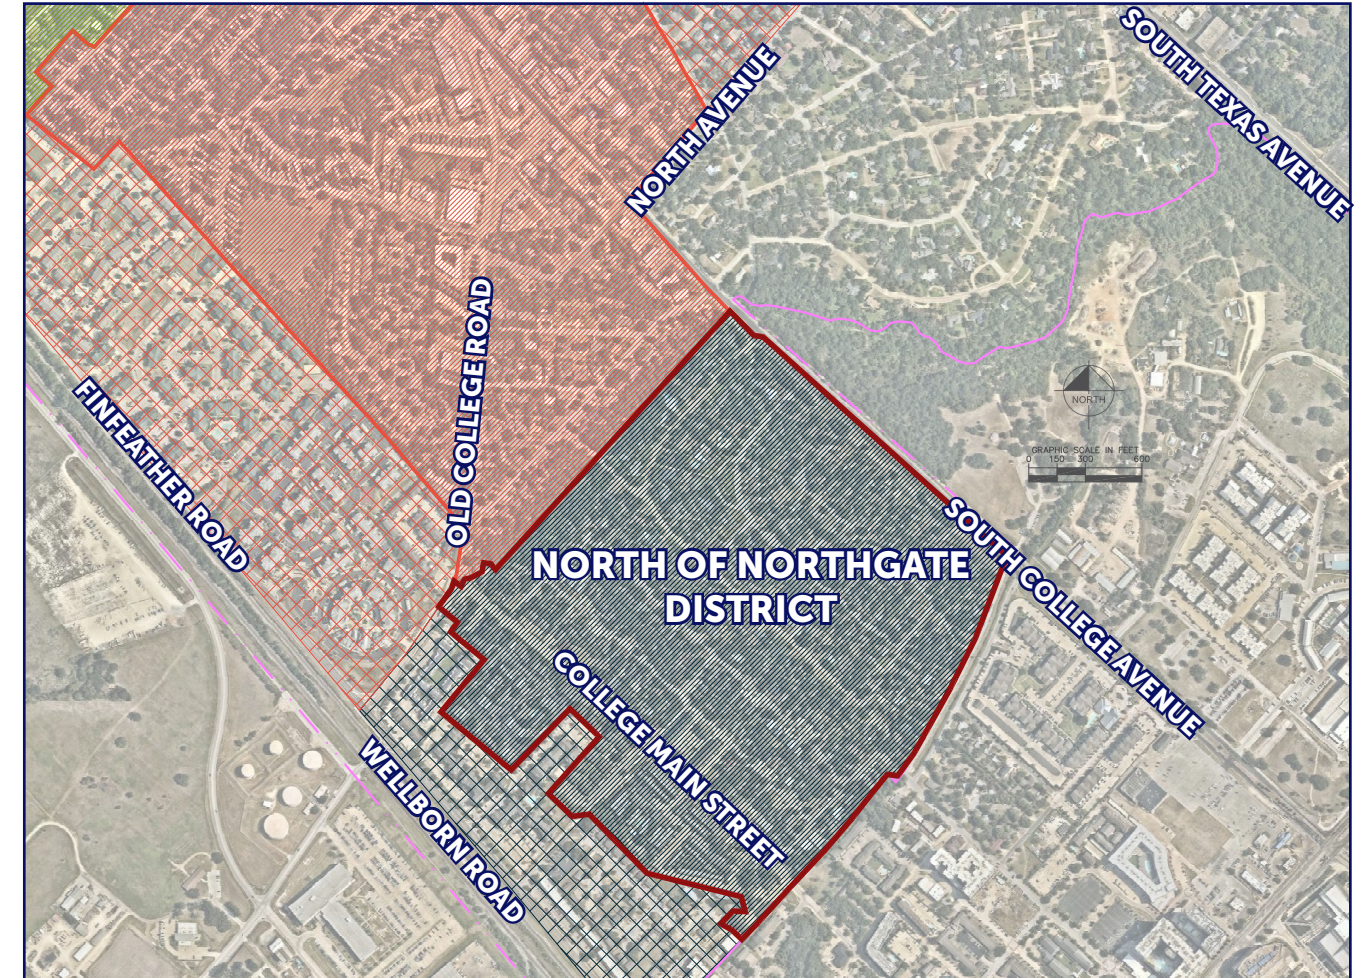 SOUTH TEXAS AVENUE
NORTH AVENUE
OLD COLLEGE ROAD
FINFEATHER ROAD
NORTH
GRAPHIC SCALE IN FEET
0 150 300 600
SOUTH COLLEGE AVENUE
NORTH OF NORTHGATE
DISTRICT
COLLEGE MAIN STREET
WELLBORN ROAD